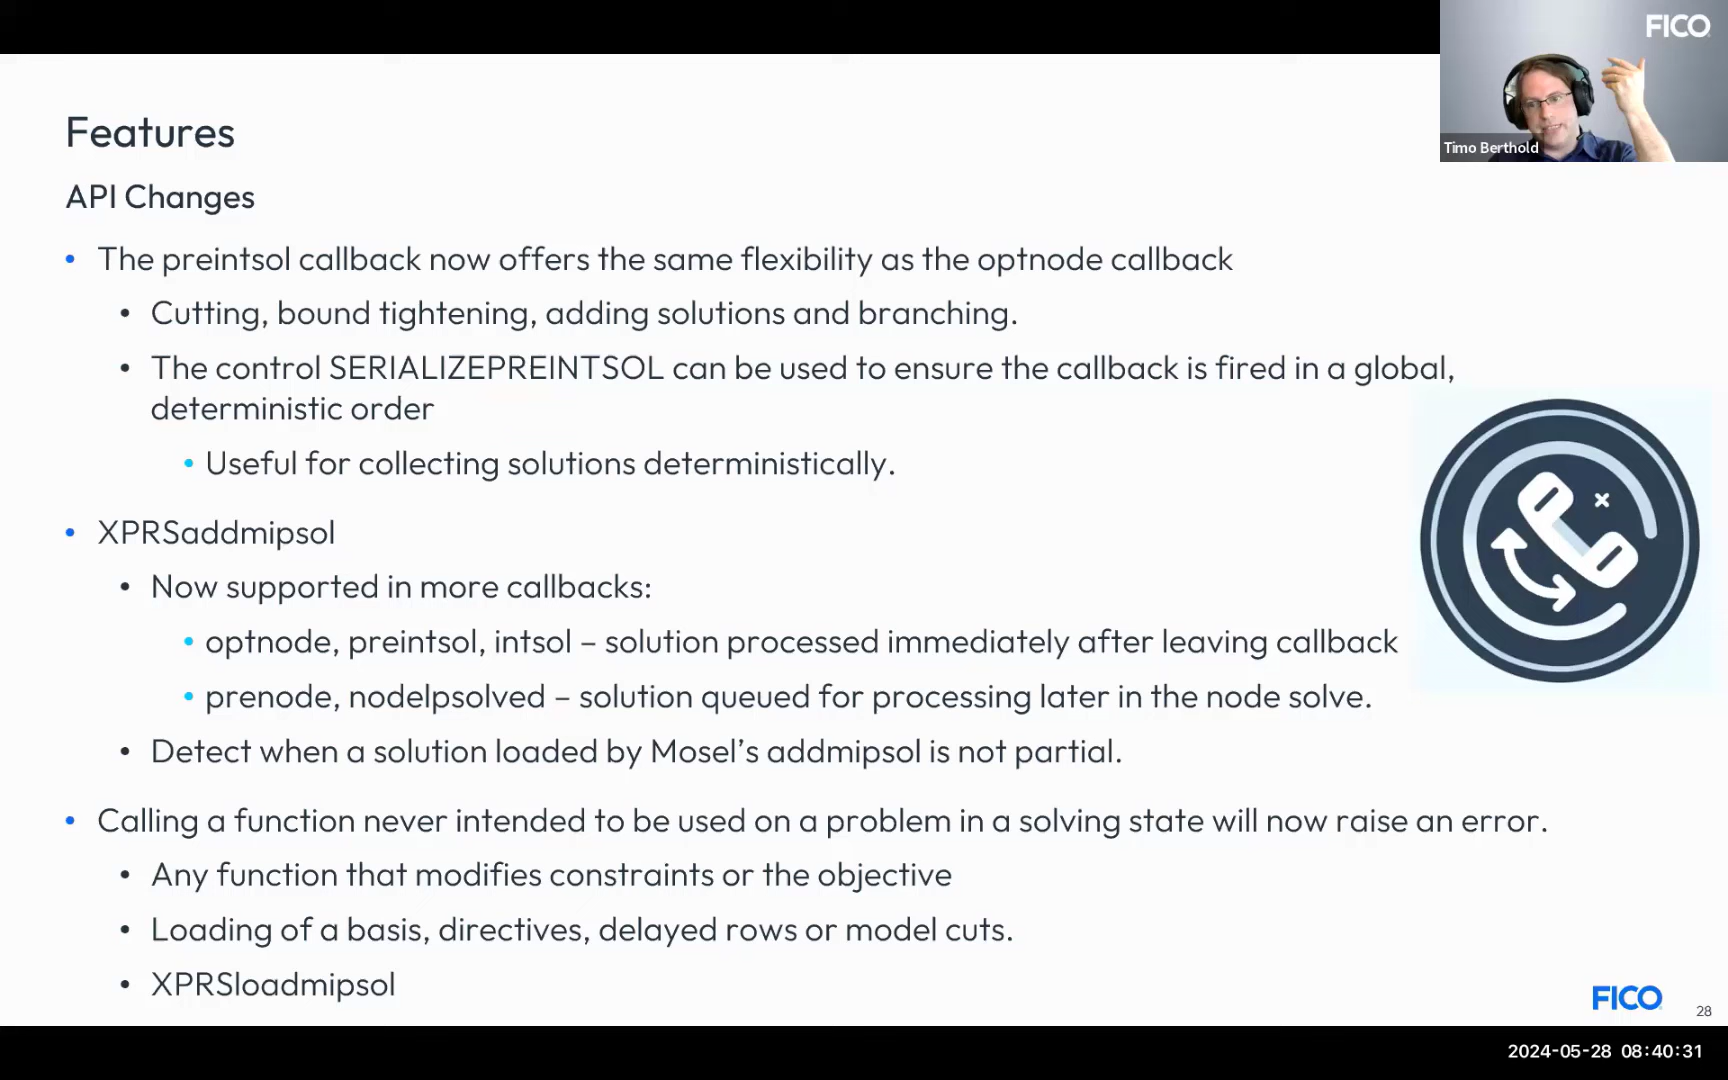 FICO
Timo Berthold
Features
API Changes
• The preintsol callback now offers the same flexibility as the optnode callback
• Cutting, bound tightening, adding solutions and branching.
• The control SERIALIZEPREINTSOL can be used to ensure the callback is fired in a global,
deterministic order
• Useful for collecting solutions deterministically.
• XPRSaddmipsol
• Now supported in more callbacks:
• optnode, preintsol, intsol – solution processed immediately after leaving callback
• prenode, nodelpsolved – solution queued for processing later in the node solve.
• Detect when a solution loaded by Mosel’s addmipsol is not partial.
• Calling a function never intended to be used on a problem in a solving state will now raise an error.
• Any function that modifies constraints or the objective
• Loading of a basis, directives, delayed rows or model cuts.
• XPRSloadmipsol
FICO
28
2024-05-28 08:40:31